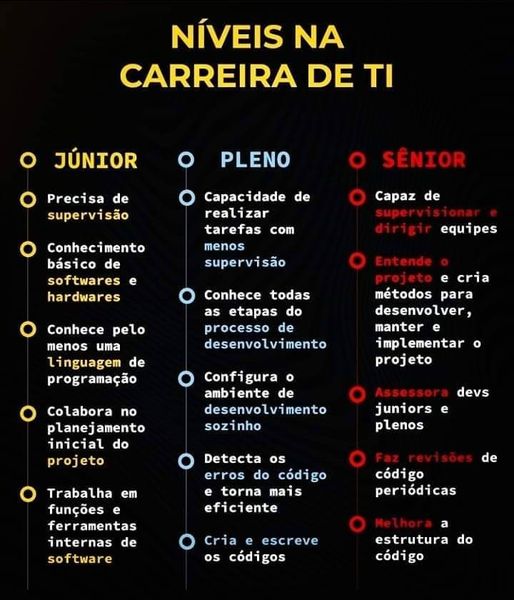 NÍVEIS NA
CARREIRA DE TI
JÚNIOR
Precisa de
supervisão
Conhecimento
básico de
softwares e
hardwares
Conhece pelo
menos uma
linguagem de
programação
Colabora no
planejamento
inicial do
projeto
Trabalha em
funções e
ferramentas
internas de
software
PLENO
Capacidade de
realizar
tarefas com
menos
supervisão
Conhece todas
as etapas do
processo de
desenvolvimento
Configura o
ambiente de
desenvolvimento
sozinho
Detecta os
erros do código
e torna mais
eficiente
Cria e escreve
os códigos
SÊNIOR
Capaz de
supervisionar e
dirigir equipes
Entende o
projeto e cria
métodos para
desenvolver,
manter e
implementar o
projeto
Assessora devs
juniors e
plenos
Faz revisões de
código
periódicas
Melhora a
estrutura do
código